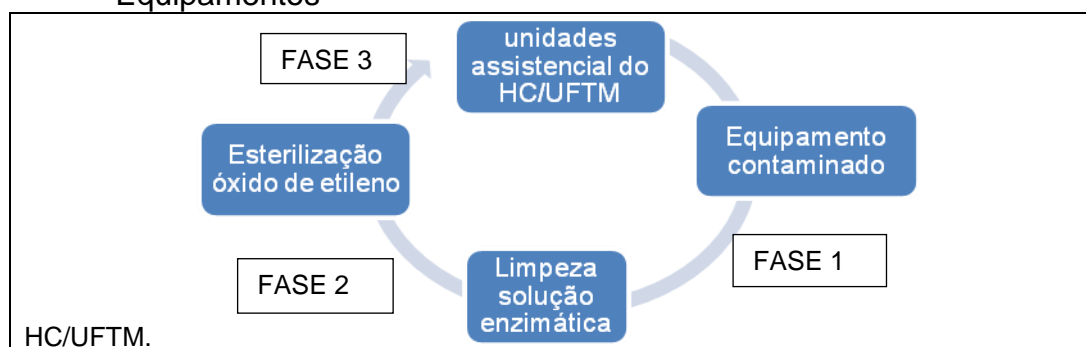 Equipamentos
FASE 3
unidades
assistencial do
HC/UFTM
Esterilização
óxido de etileno
Equipamento
contaminado
FASE 2
Limpeza
solução
enzimática
FASE 1
HC/UFTM.